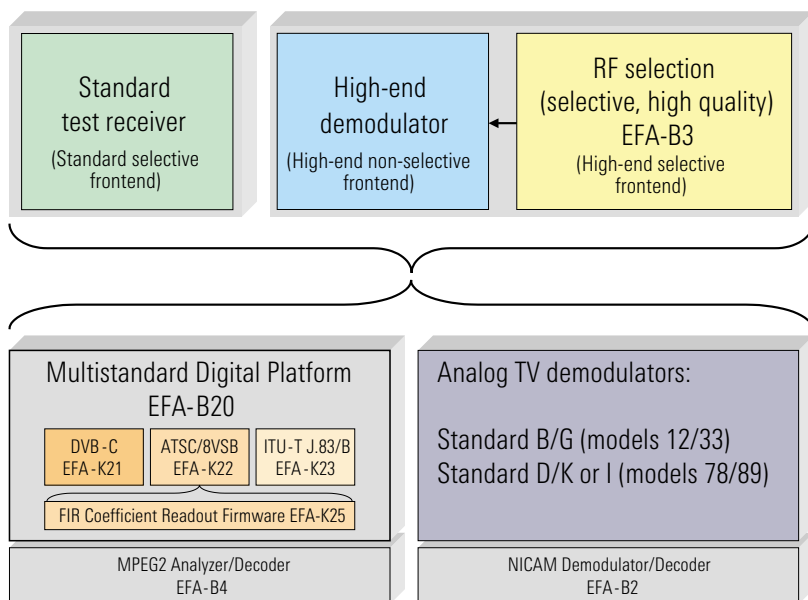 Standard
test receiver
(Standard selective
frontend)
High-end
demodulator
(High-end non-selective
frontend)
RF selection
(selective, high quality)
EFA-B3
(High-end selective
frontend)
Multistandard Digital Platform
EFA-B20
DVB-C
EFA-K21
ATSC/8VSB
EFA-K22
ITU-T J.83/B
EFA-K23
FIR Coefficient Readout Firmware EFA-K25
MPEG2 Analyzer/Decoder
EFA-B4
Analog TV demodulators:
Standard B/G (models 12/33)
Standard D/K or I (models 78/89)
NICAM Demodulator/Decoder
EFA-B2